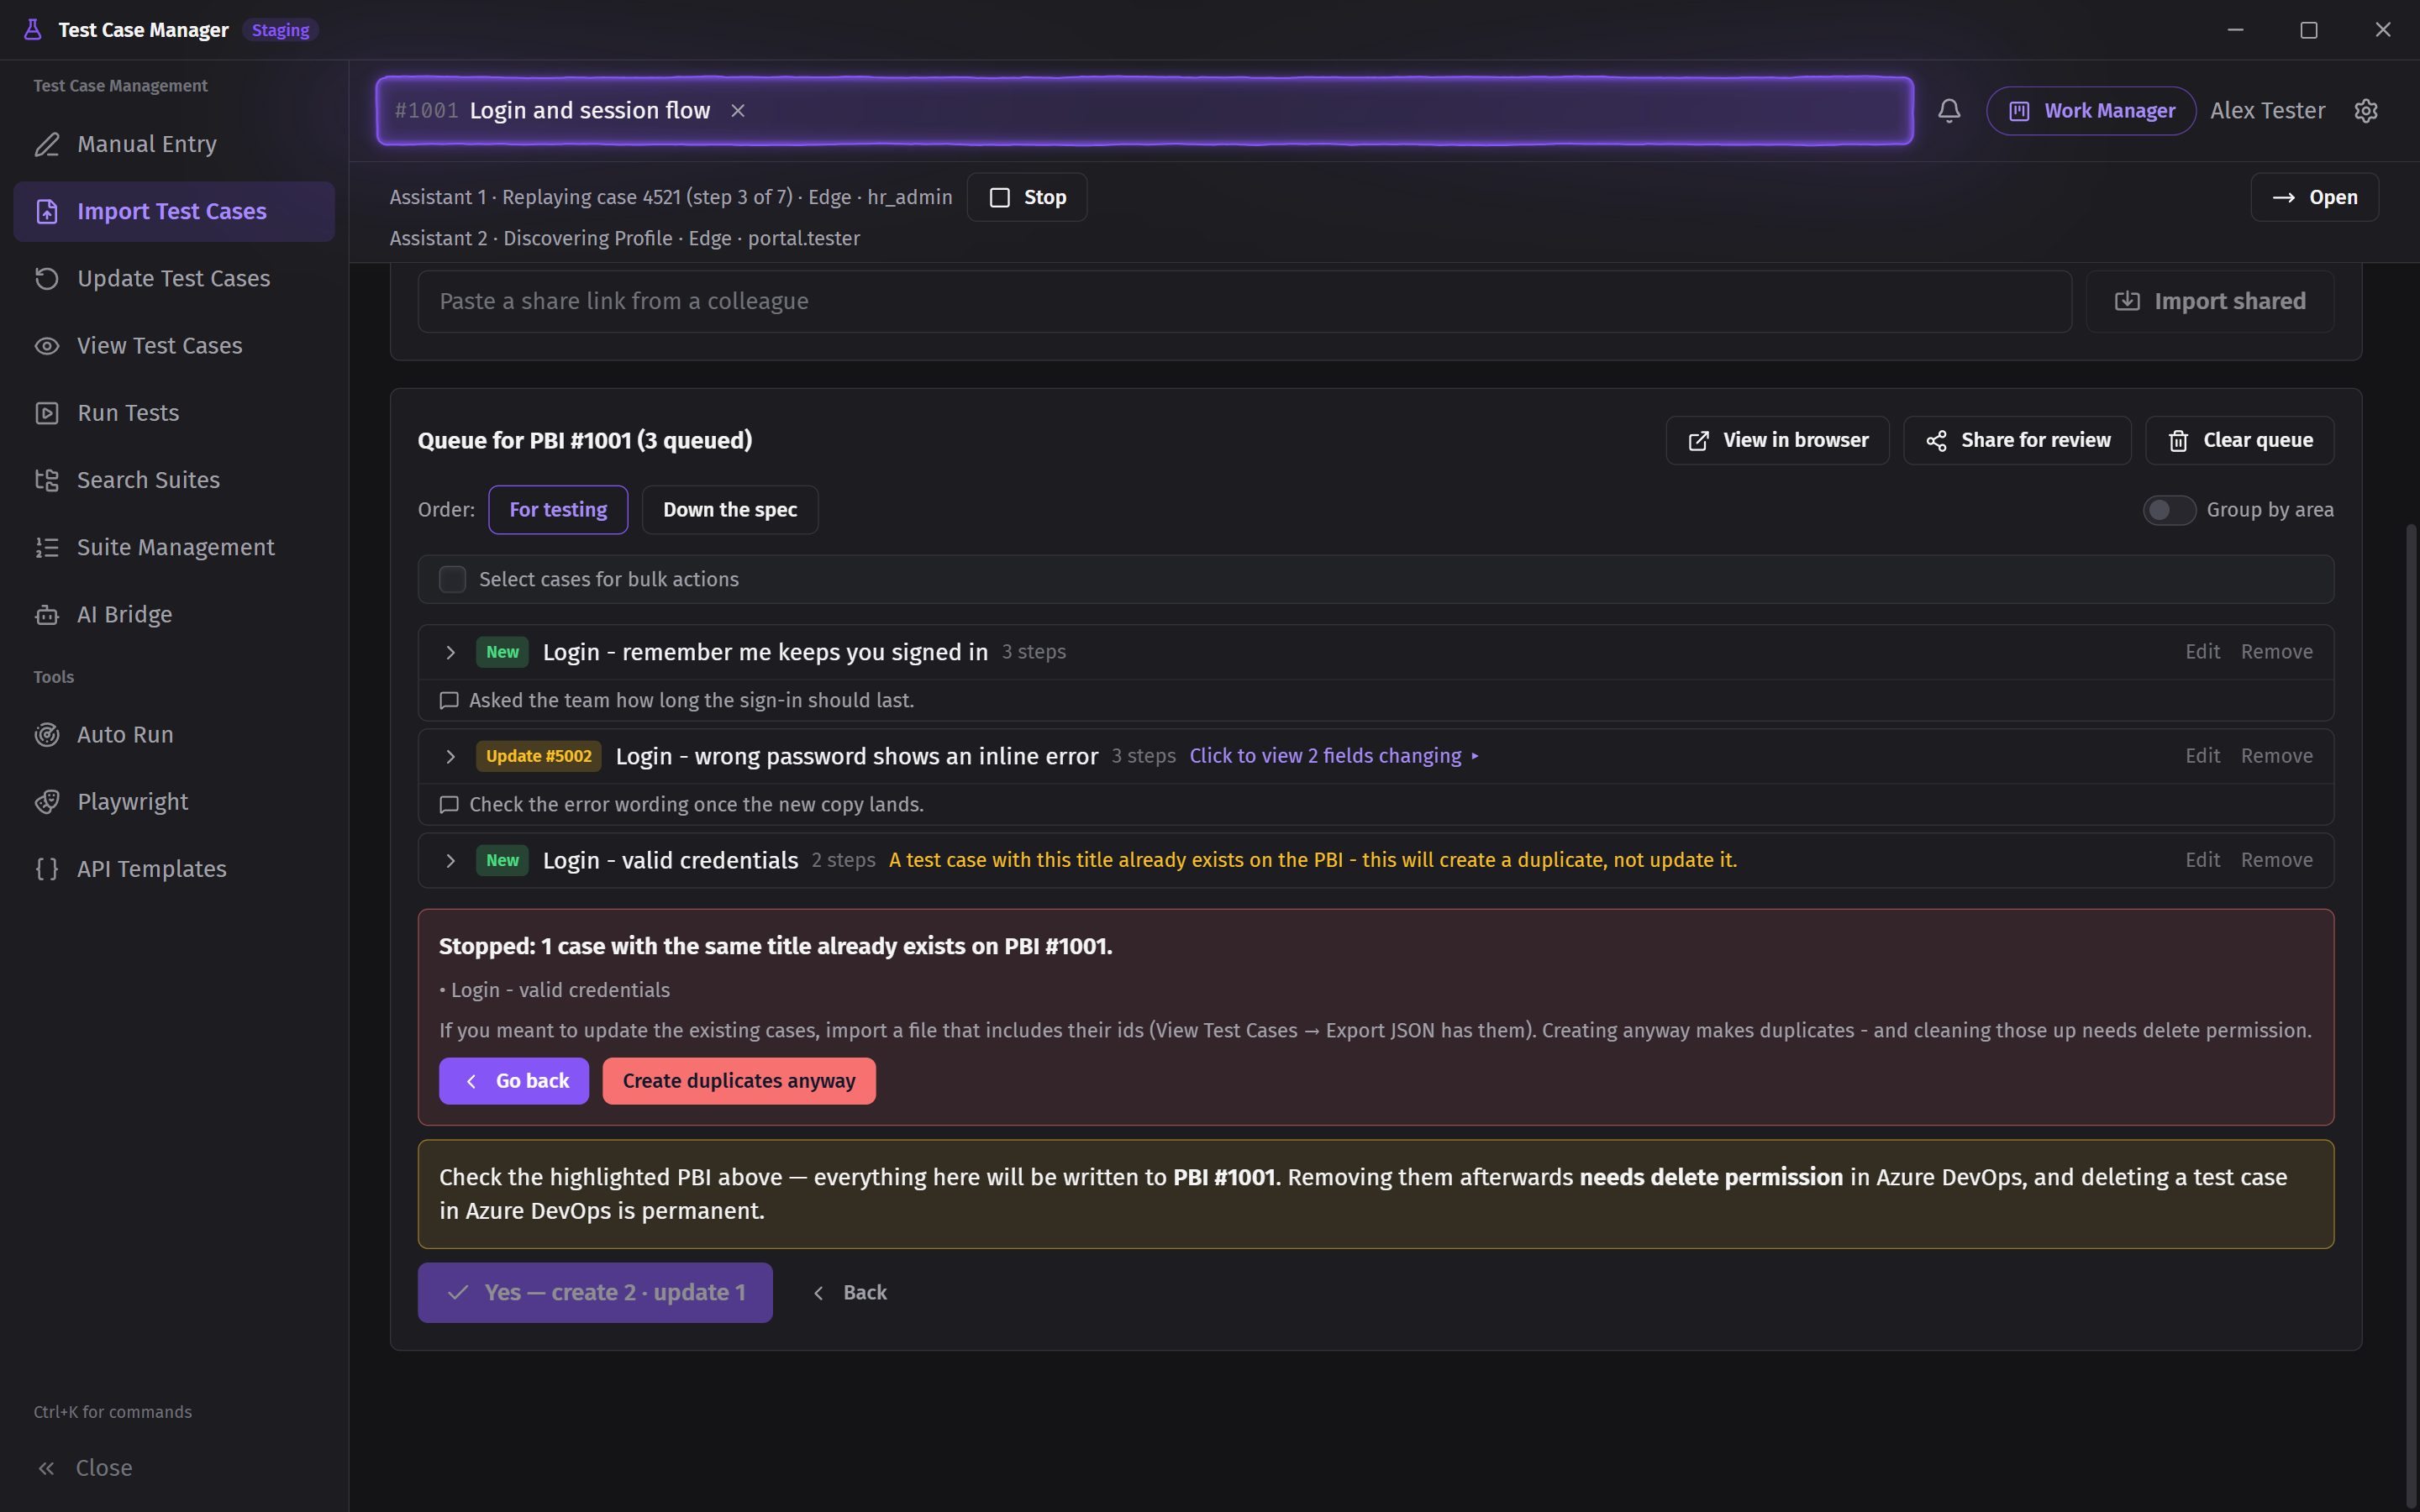 Test Case Manager Staging
Test Case Management
Manual Entry
Import Test Cases
Update Test Cases
View Test Cases
Run Tests
Search Suites
Suite Management
AI Bridge
Tools
Auto Run
Playwright
API Templates
Ctrl+K for commands
Close
#1001 Login and session flow
Work Manager
Alex Tester
Assistant 1 · Replaying case 4521 (step 3 of 7) · Edge · hr_admin
Stop
Open
Assistant 2 · Discovering Profile · Edge · portal.tester
Paste a share link from a colleague
Import shared
Queue for PBI #1001 (3 queued)
View in browser
Share for review
Clear queue
Order:
For testing
Down the spec
Group by area
Select cases for bulk actions
New Login - remember me keeps you signed in 3 steps Edit Remove
Asked the team how long the sign-in should last.
Update #5002 Login - wrong password shows an inline error 3 steps Click to view 2 fields changing ▸ Edit Remove
Check the error wording once the new copy lands.
New Login - valid credentials 2 steps A test case with this title already exists on the PBI - this will create a duplicate, not update it. Edit Remove
Stopped: 1 case with the same title already exists on PBI #1001.
• Login - valid credentials
If you meant to update the existing cases, import a file that includes their ids (View Test Cases → Export JSON has them). Creating anyway makes duplicates - and cleaning those up needs delete permission.
Go back
Create duplicates anyway
Check the highlighted PBI above — everything here will be written to PBI #1001. Removing them afterwards needs delete permission in Azure DevOps, and deleting a test case
in Azure DevOps is permanent.
Yes — create 2 · update 1
Back